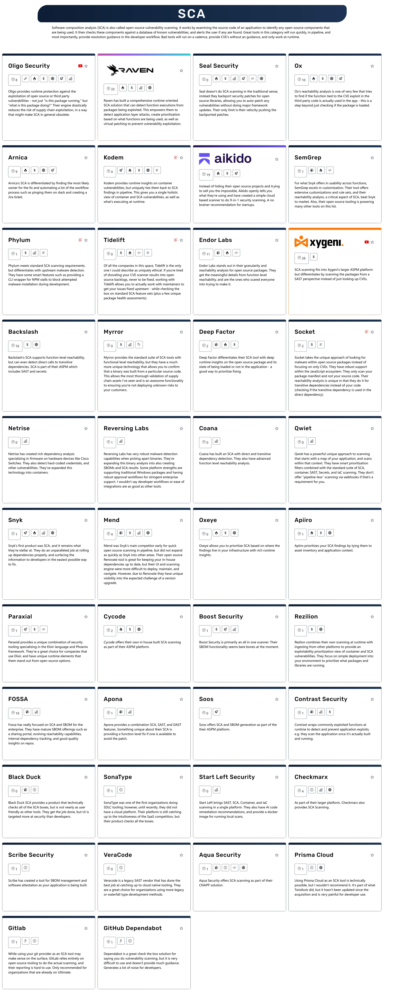 SCA
Software composition analysis (SCA) is also called open-source vulnerability scanning. It works by examining the source code of an application to identify any open-source components that
are being used. It then checks these components against a database of known vulnerabilities, and alerts the user if any are found. Great tools in this category will run quickly, in pipeline, and
most importantly, provide resolution guidance in the developer workflow. Bad tools will run on a cadence, provide CVE's without an guidance, and only work at runtime.
Oligo Security
8
Oligo provides runtime protection against the
exploitation of open source or third party
vulnerabilities - not just "is this package running," but
"what is this package doing?" Their engine drastically
reduces the risk of supply chain exploitation, in a way
that might make SCA in general obsolete.
RAVEN
33
Raven has built a comprehensive runtime oriented
SCA solution that can detect function executions from
packages being exploited. This empowers them to
detect application layer attacks, create prioritization
based on what functions are being used, as well as
virtual patching to prevent vulnerability exploitation.
Seal Security
0
Seal doesn't do SCA scanning in the traditional sense,
instead they backport security patches for open
source libraries, allowing you to auto-patch any
vulnerabilities without doing major framework
updates. Their only limit is their velocity pushing the
backported patches.
Ox
10
Ox's reachability analysis is one of very few that tries
to find if the function tied to the CVE exploit in the
third party code is actually used in the app - this is a
step beyond just checking if the package is loaded.
Arnica
9
Arnica's SCA is differentiated by finding the most likely
owner for the fix and automating a lot of the workflow
process such as pinging them on slack and creating a
Jira ticket.
Kodem
4
Kodem provides runtime insights on container
vulnerabilities, but uniquely ties them back to SCA
findings in pipeline. This gives you a single holistic
view of container and SCA vulnerabilities, as well as
what's executing at runtime.
aikido
19
Instead of hiding their open source projects and trying
to sell you the impossible, Aikido openly tells you
what they're using and have created a simple cloud
based scanner to do 9-in-1 security scanning. A no
brainer recommendation for startups.
SemGrep
1
For what Snyk offers in usability across functions,
SemGrep excels in customization. Their tool offers
extensive customizations and rule sets, and their
reachability analysis, a critical aspect of SCA, beat Snyk
to market. Also, their open source tooling is powering
many other tools on this list.
Phylum
1
Phylum meets standard SCA scanning requirements,
but differentiates with upstream malware detection.
They have some smart features such as providing a
CLI wrapper for NPM stalls to block attempted
malware installation during development.
Tidelift
0
Of all the companies in this space, Tidelift is the only
one I could describe as uniquely ethical. If you're tired
of shoveling your CVE scanner results into open
source backlogs, never to be fixed, working with
Tidelift allows you to actually work with maintainers to
get your issues fixed upstream - while checking the
box on standard SCA feature sets (plus a few unique
package health assessments).
Endor Labs
11
Endor Labs stands out in their granularity and
reachability analysis for open source packages. They
get the meaningful details from function level
reachability, and are the ones who scared everyone
into trying to make it.
xygeni.
28
SCA scanning fits into Xygeni's larger ASPM platform
but differentiates by scanning the packages from a
SAST perspective instead of just looking up CVEs.
Backslash
16
Backslash's SCA supports function level reachability,
but can even detect direct calls to transitive
dependencies. SCA is part of their ASPM which
includes SAST and secrets.
Myrror
0
Myrror provides the standard suite of SCA tools with
functional level reachability, but they have a much
more unique technology that allows you to confirm
that a binary was built from a particular source code.
This allows the most thorough validation of supply
chain assets I've seen and is an awesome functionality
to ensuring you're not deploying unknown risks to
your customers.
Deep Factor
2
Deep Factor differentiates their SCA tool with deep
runtime insights on the open source package and its
state of being loaded or not in the application - a
good way to prioritize fixing.
Socket
2
Socket takes the unique approach of looking for
malware within open source packages instead of
focusing on only CVEs. They have robust support
within the JavaScript ecosystem. They only scan your
package manifest and not your source code. Their
reachability analysis is unique in that they do it for
transitive dependencies instead of your code
(checking if the transitive dependency is used in the
direct dependency).
Netrise
0
Netrise has created rich dependency analysis
specializing in firmware on hardware devices like Cisco
Switches. They also detect hard-coded credentials, and
other vulnerabilities. They've expanded this
technology into containers.
Reversing Labs
1
Reversing Labs has very robust malware detection
capabilities when picking apart binaries. They're
expanding this binary analysis into also creating
SBOMs and SCA results. Some platform strengths are
supporting traditional Windows packages and having
robust approval workflows for stringent enterprise
support. I wouldn't say developer workflows or ease of
integrations are as good as other tools.
Coana
0
Coana has built an SCA with direct and transitive
dependency detection. They also have advanced
function level reachability analysis.
Qwiet
0
Qwiet has a powerful unique approach to scanning
that starts with a map of your application, and scans
within that context. They have smart prioritization
filters combined with the standard suite of SCA,
container, SAST, Secrets, and IaC scanning. They don't
offer "pipeline-less" scanning via webhooks if that's a
requirement for you.
Snyk
1
Snyk's first product was SCA, and it remains what
they're stellar at. They do an unparalleled job at rolling
up dependencies properly, and surfacing the
information to developers in the easiest possible way
to fix.
Mend
4
Mend was Snyk's main competitor early for quick
open source scanning in pipeline, but did not expand
as quickly as Snyk into other areas. Their open source
Renovate tool is great for keeping your in-house
dependencies up to date, but their UI and scanning
engine were more difficult to deploy, maintain, and
navigate. However, due to Renovate they have unique
visibility into the expected challenge of a version
upgrade.
Oxeye
0
Oxeye allows you to prioritize SCA based on where the
findings live in your infrastructure with rich runtime
insights.
Apiiro
1
Apiiro prioritizes your SCA findings by tying them to
asset inventory and application context.
Paraxial
1
Paraxial provides a unique combination of security
tooling specializing in the Elixir language and Phoenix
framework. They're a great choice for companies that
use Elixir, and have unique runtime elements that
them stand out from open source options.
Cycode
2
Cycode offers their own in house built SCA scanning
as part of their ASPM platform.
Boost Security
1
Boost Security is primarily an all in one scanner. Their
SBOM functionality seems bare bones at the moment.
Rezilion
1
Rezlion combines their own scanning at runtime with
ingesting from other platforms to provide an
exploitability prioritization view of container and SCA
vulnerabilities. They focus on simple deployment into
your environment to prioritize what packages and
libraries are running.
FOSSA
19
Fossa has really focused on SCA and SBOM for the
enterprise. They have mature SBOM offerings such as
a sharing portal, evolving reachability capabilities,
internal dependency tracking, and good quality
insights on repos.
Apona
1
Apona provides a combination SCA, SAST, and DAST
features. Something unique about their SCA is
providing a function level fix if one is available to
avoid the patch.
Soos
0
Soos offers SCA and SBOM generation as part of the
their ASPM platform.
Contrast Security
1
Contrast wraps commonly exploited functions at
runtime to detect and prevent application exploits,
e.g. they scan the application once it's actually built
and running.
Black Duck
0
Black Duck SCA provides a product that technically
checks all of the SCA boxes, but is not nearly as user
friendly as other tools. They get the job done, but UI is
targeted more at security than developers.
SonaType
1
SonaType was one of the first organizations doing
SDLC tooling; however, until recently, they did not
have a cloud platform. Their platform is still catching
up to the intuitiveness of the SaaS competition, but
their product checks all the boxes.
Start Left Security
0
Start Left brings SAST, SCA, Container, and IaC
scanning in a single platform. They also have AI code
remediation recommendations, and provide a docker
image for running local scans.
Checkmarx
4
As part of their larger platform, Checkmarx also
provides SCA Scanning.
Scribe Security
1
Scribe has created a tool for SBOM management and
software attestation as your application is being built.
VeraCode
0
Veracode is a legacy SAST vendor that has done the
best job at catching up to cloud native tooling. They
are a great choice for organizations using more legacy
or waterfall type development methods.
Aqua Security
1
Aqua Security offers SCA scanning as part of their
CNAPP solution.
Prisma Cloud
1
Using Prisma Cloud as an SCA tool is technically
possible, but I wouldn't recommend it. It's part of what
Twistlock did, but it hasn't been updated since the
acquisition and is very painful for developer use.
Gitlab
1
While using your git provider as an SCA tool may
make sense on the surface, GitLab relies entirely on
open source tooling to do the actual scanning, and
their reporting is hard to use. Only recommended for
organizations that are already on Ultimate.
GitHub Dependabot
1
Dependabot is a great check the box solution for
saying you do vulnerability scanning, but it is very
difficult to use and doesn't provide much guidance.
Generates a lot of noise for developers.